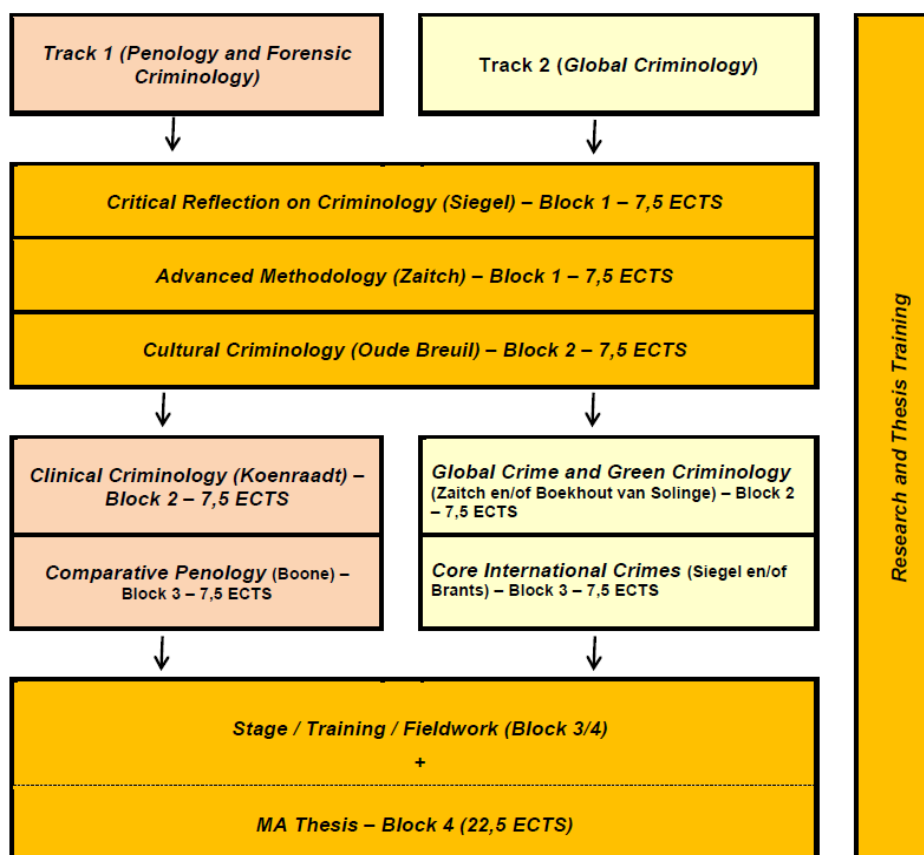 Track 1 (Penology and Forensic
Criminology)
Track 2 (Global Criminology)
Critical Reflection on Criminology (Siegel) – Block 1 – 7,5 ECTS
Advanced Methodology (Zaitch) – Block 1 – 7,5 ECTS
Cultural Criminology (Oude Breuil) – Block 2 – 7,5 ECTS
Clinical Criminology (Koenraadt) –
Block 2 – 7,5 ECTS
Global Crime and Green Criminology
(Zaitch en/of Boekhout van Solinge) – Block 2
– 7,5 ECTS
Comparative Penology (Boone) –
Block 3 – 7,5 ECTS
Core International Crimes (Siegel en/of
Brants) – Block 3 – 7,5 ECTS
Stage / Training / Fieldwork (Block 3/4)
+
MA Thesis – Block 4 (22,5 ECTS)
Research and Thesis Training